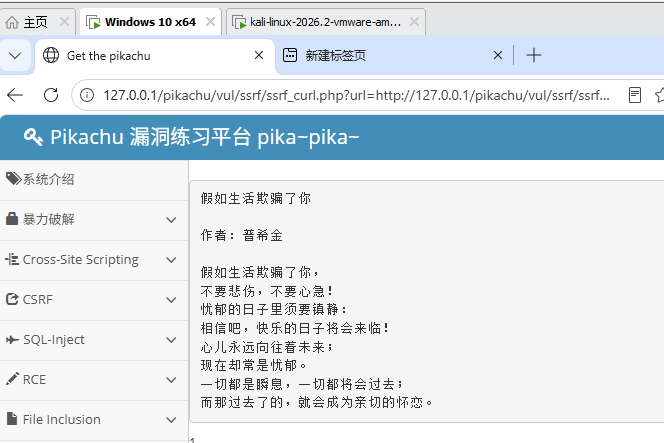 主页
Windows 10 x64
kali-linux-2026.2-vmware-am...
Get the pikachu
新建标签页
127.0.0.1/pikachu/vul/ssrf/ssrf_curl.php?url=http://127.0.0.1/pikachu/vul/ssrf/ssrf...
Pikachu 漏洞练习平台 pika~pika~
系统介绍
暴力破解
Cross-Site Scripting
CSRF
SQL-Inject
RCE
File Inclusion
假如生活欺骗了你
作者：普希金
假如生活欺骗了你，
不要悲伤，不要心急！
忧郁的日子里须要镇静：
相信吧，快乐的日子将会来临！
心儿永远向往着未来；
现在却常是忧郁。
一切都是瞬息，一切都将会过去；
而那过去了的，就会成为亲切的怀恋。
1